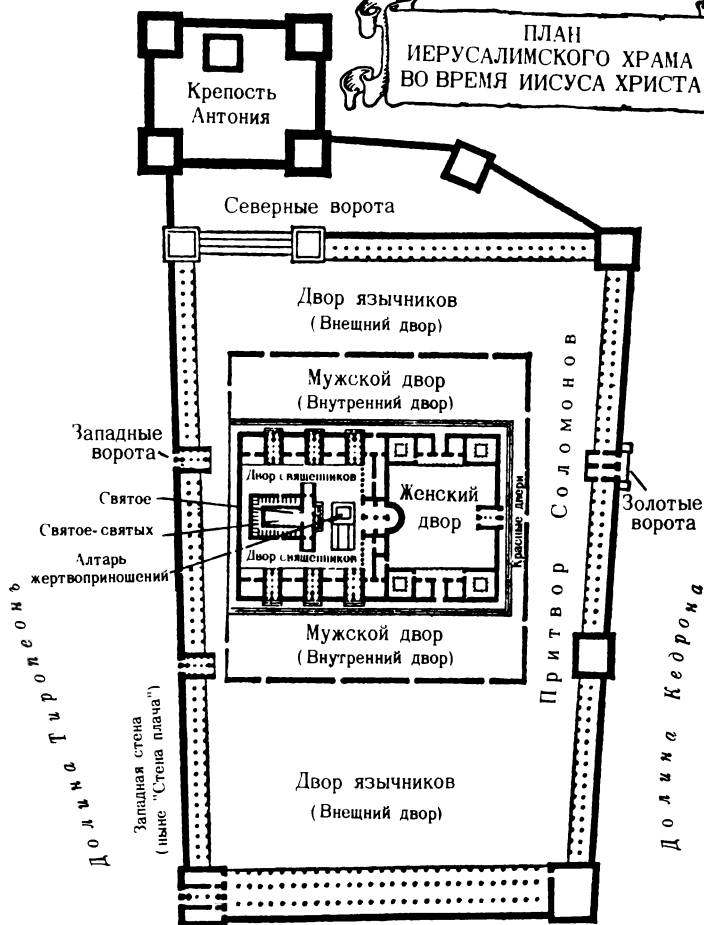 ПЛАН
ИЕРУСАЛИМСКОГО ХРАМА
ВО ВРЕМЯ ИИСУСА ХРИСТА
Крепость
Антония
Северные ворота
Двор язычников
(Внешний двор)
Мужской двор
(Внутренний двор)
Западные
ворота
Двор священников
Святое
Святое-святых
Алтарь
жертвоприношений
Двор священников
Женский
двор
Красные двери
Притвор Соломонов
Золотые
ворота
Мужской двор
(Внутренний двор)
Долина Тиропеонъ
Западная стена
(ныне "Стена плача")
Долина Кедрона
Двор язычников
(Внешний двор)